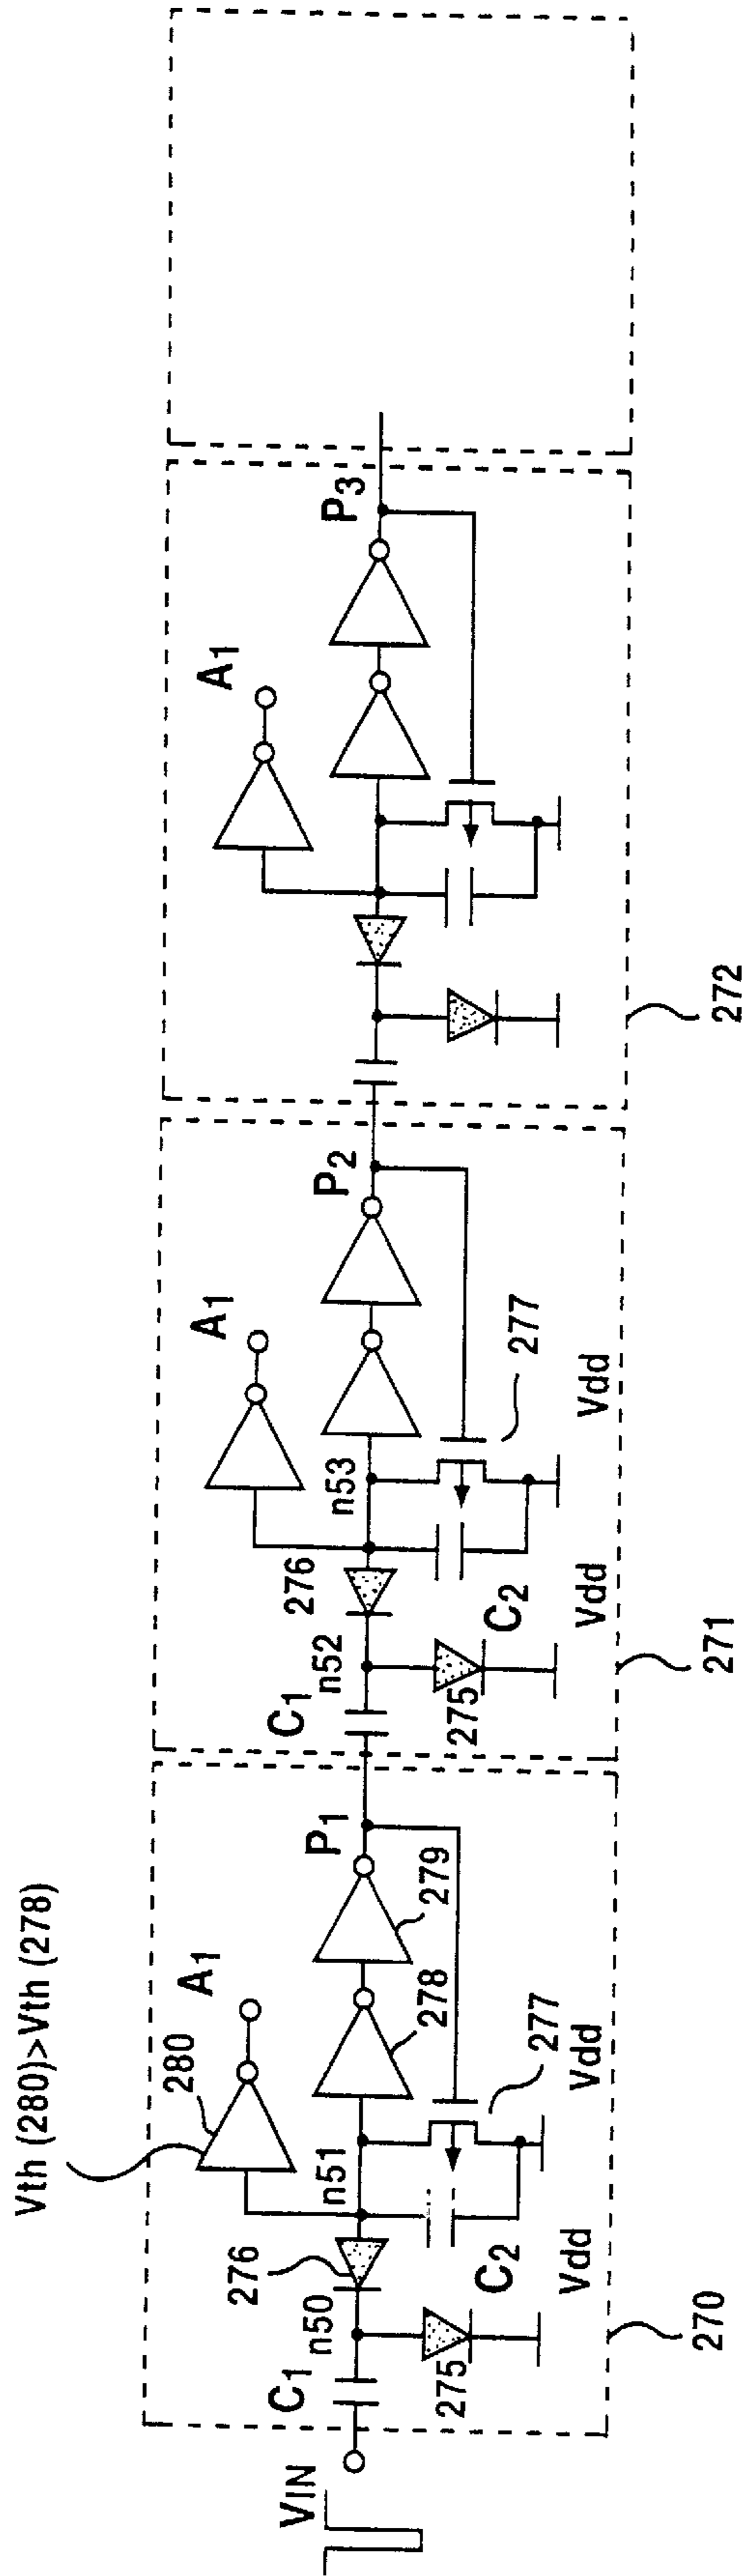 Vth (280)>Vth (278)
VIN
C1
n50
275
276
n51
C2
Vdd
280
A1
278
279
277
Vdd
P1
270
C1
n52
275
276
n53
C2
Vdd
A1
277
Vdd
P2
271
A1
P3
272